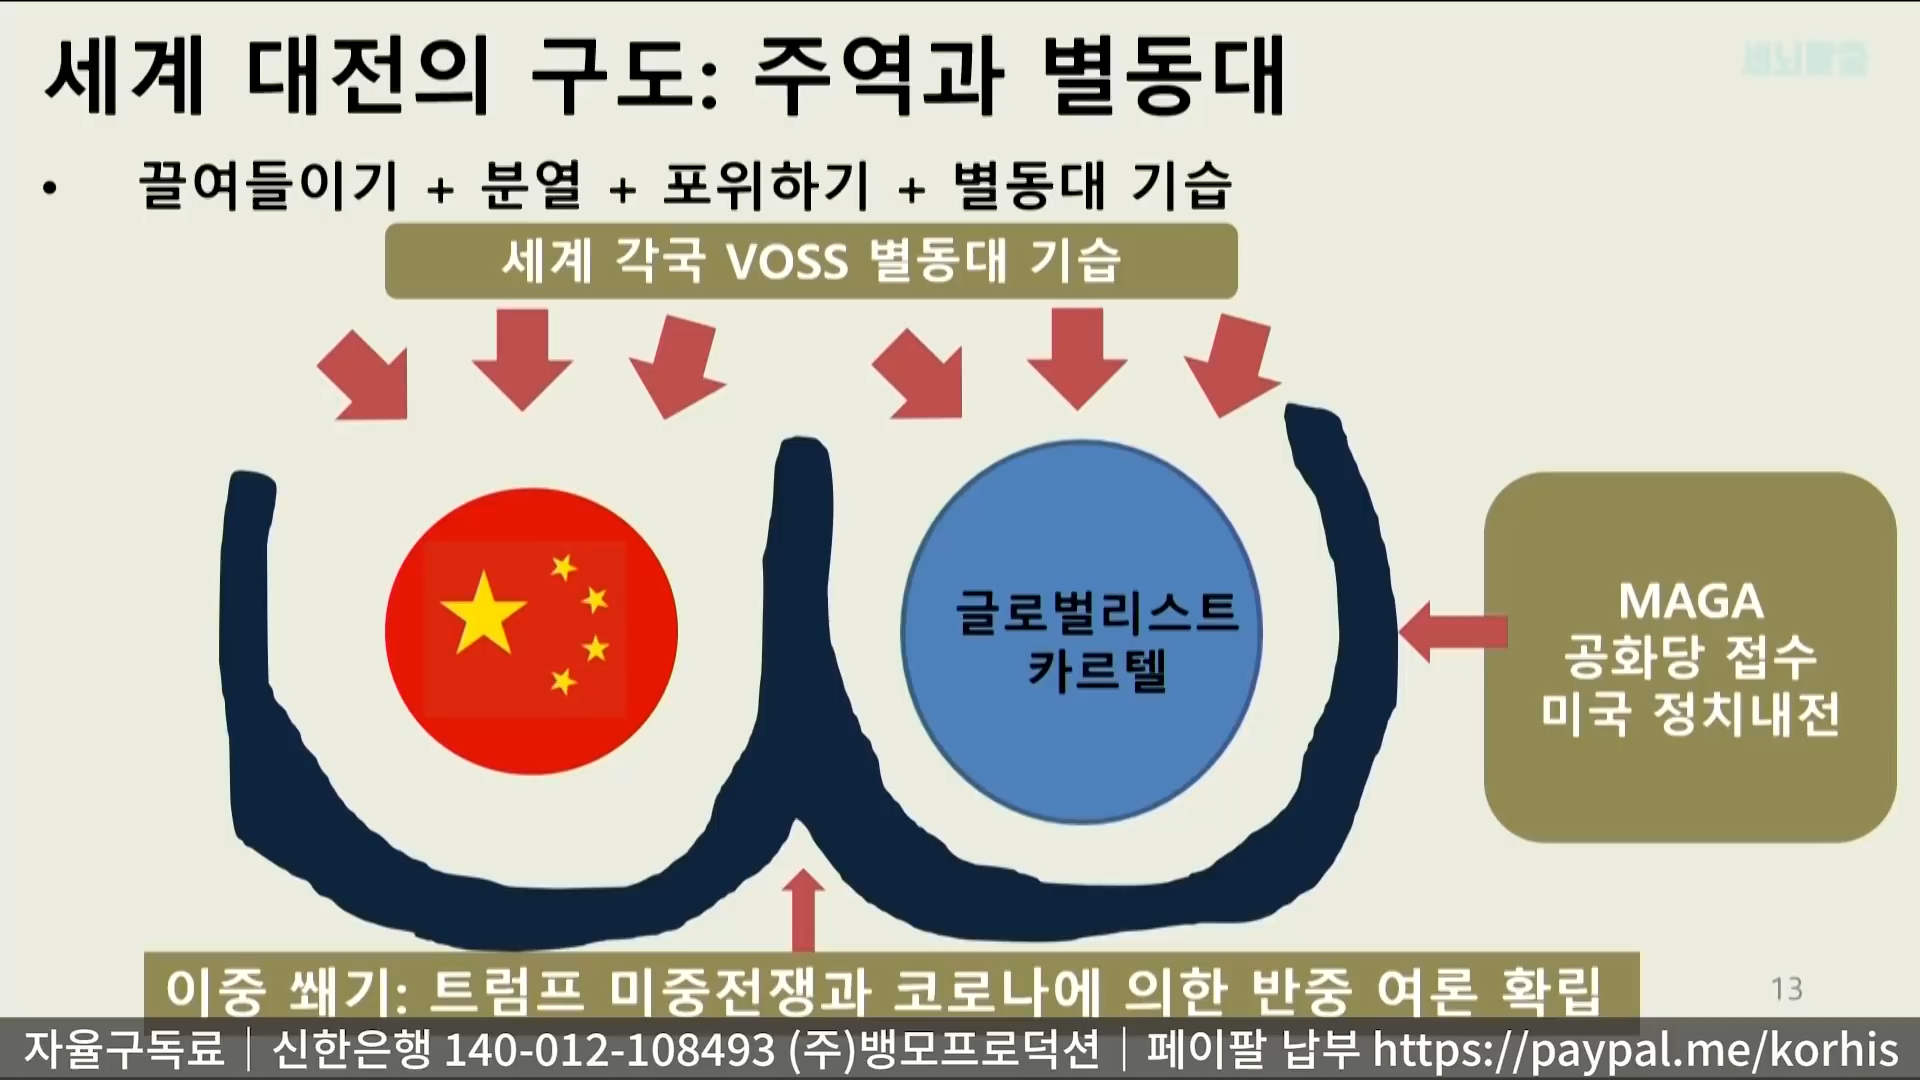 세계 대전의 구도: 주역과 별동대
세뇌탈출
• 끌여들이기 + 분열 + 포위하기 + 별동대 기습
세계 각국 VOSS 별동대 기습
글로벌리스트
카르텔
MAGA
공화당 접수
미국 정치내전
이중 쐐기: 트럼프 미중전쟁과 코로나에 의한 반중 여론 확립
13
자율구독료│신한은행 140-012-108493 (주)뱅모프로덕션│페이팔 납부 https://paypal.me/korhis